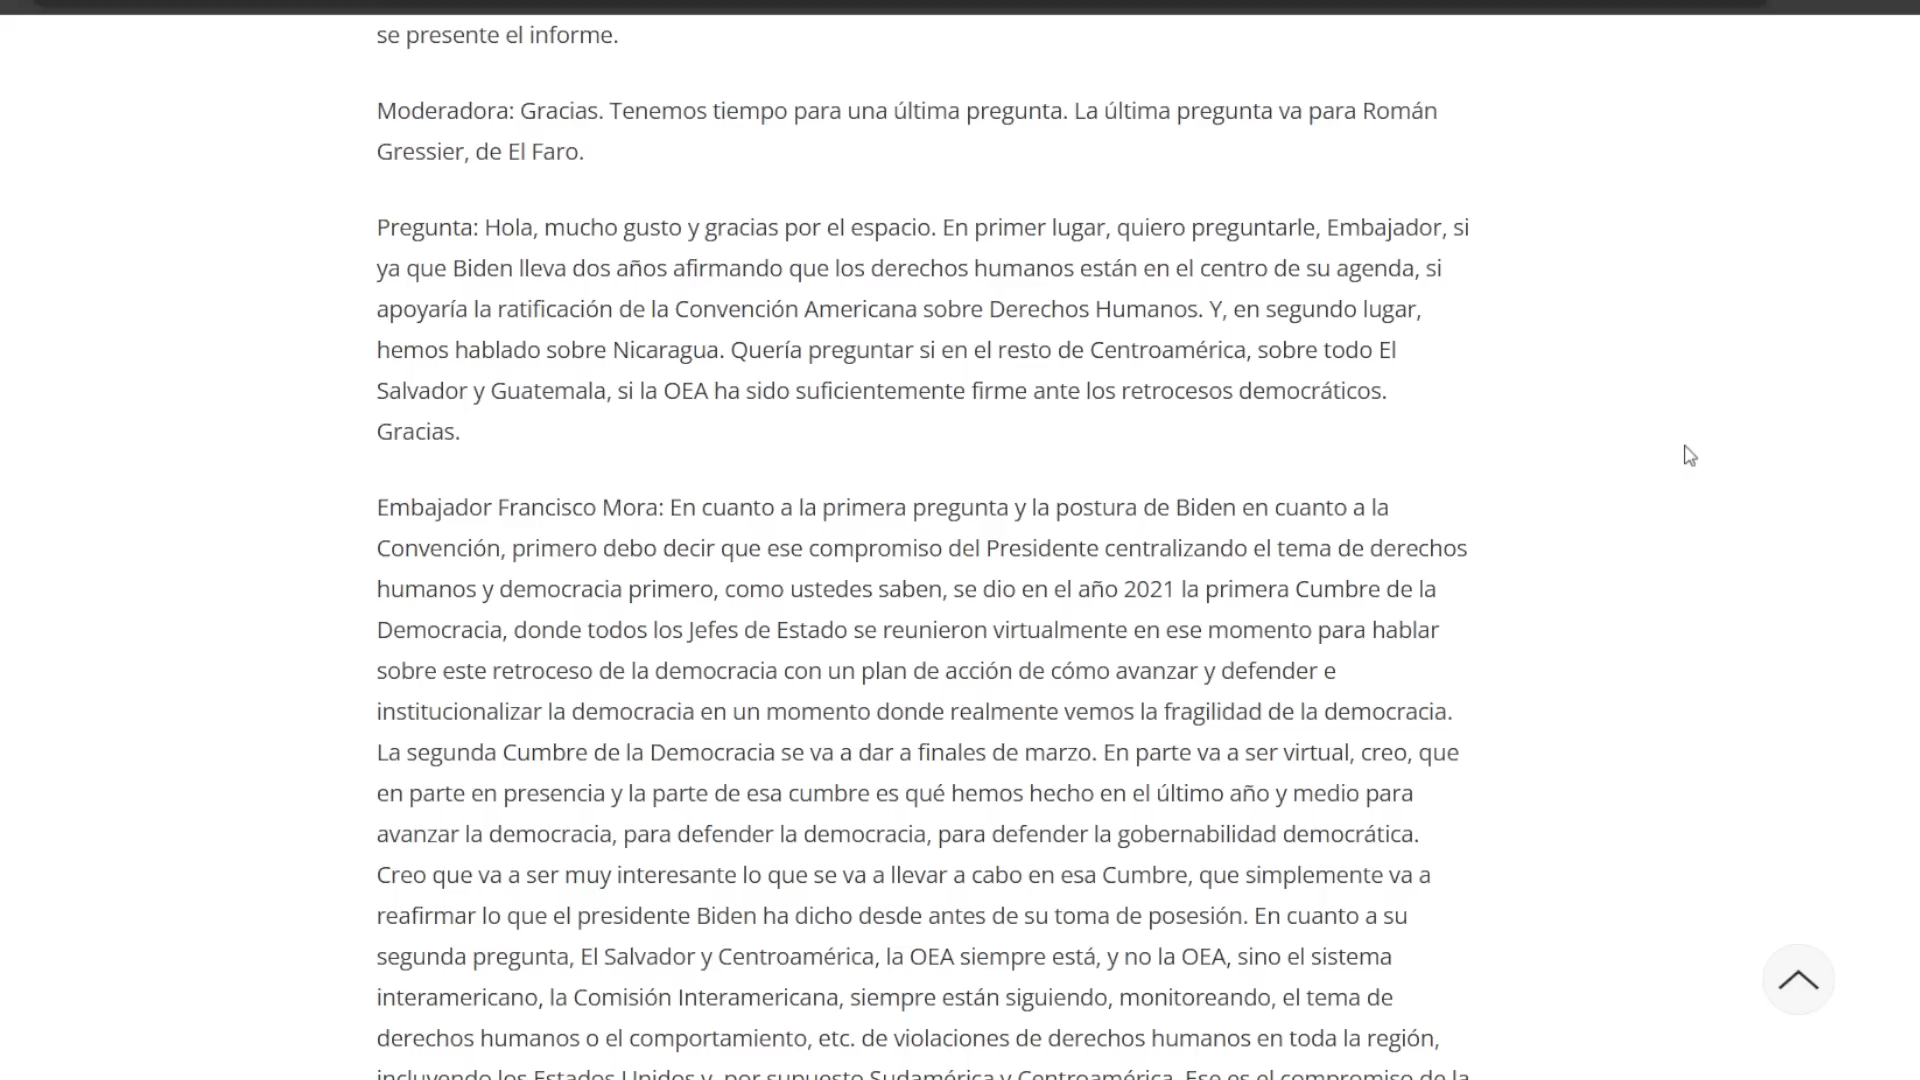 se presente el informe.
Moderadora: Gracias. Tenemos tiempo para una última pregunta. La última pregunta va para Román
Gressier, de El Faro.
Pregunta: Hola, mucho gusto y gracias por el espacio. En primer lugar, quiero preguntarle, Embajador, si
ya que Biden lleva dos años afirmando que los derechos humanos están en el centro de su agenda, si
apoyaría la ratificación de la Convención Americana sobre Derechos Humanos. Y, en segundo lugar,
hemos hablado sobre Nicaragua. Quería preguntar si en el resto de Centroamérica, sobre todo El
Salvador y Guatemala, si la OEA ha sido suficientemente firme ante los retrocesos democráticos.
Gracias.
Embajador Francisco Mora: En cuanto a la primera pregunta y la postura de Biden en cuanto a la
Convención, primero debo decir que ese compromiso del Presidente centralizando el tema de derechos
humanos y democracia primero, como ustedes saben, se dio en el año 2021 la primera Cumbre de la
Democracia, donde todos los Jefes de Estado se reunieron virtualmente en ese momento para hablar
sobre este retroceso de la democracia con un plan de acción de cómo avanzar y defender e
institucionalizar la democracia en un momento donde realmente vemos la fragilidad de la democracia.
La segunda Cumbre de la Democracia se va a dar a finales de marzo. En parte va a ser virtual, creo, que
en parte en presencia y la parte de esa cumbre es qué hemos hecho en el último año y medio para
avanzar la democracia, para defender la democracia, para defender la gobernabilidad democrática.
Creo que va a ser muy interesante lo que se va a llevar a cabo en esa Cumbre, que simplemente va a
reafirmar lo que el presidente Biden ha dicho desde antes de su toma de posesión. En cuanto a su
segunda pregunta, El Salvador y Centroamérica, la OEA siempre está, y no la OEA, sino el sistema
interamericano, la Comisión Interamericana, siempre están siguiendo, monitoreando, el tema de
derechos humanos o el comportamiento, etc. de violaciones de derechos humanos en toda la región,
incluyendo los Estados Unidos y, por supuesto Sudamérica y Centroamérica. Ese es el compromiso de la